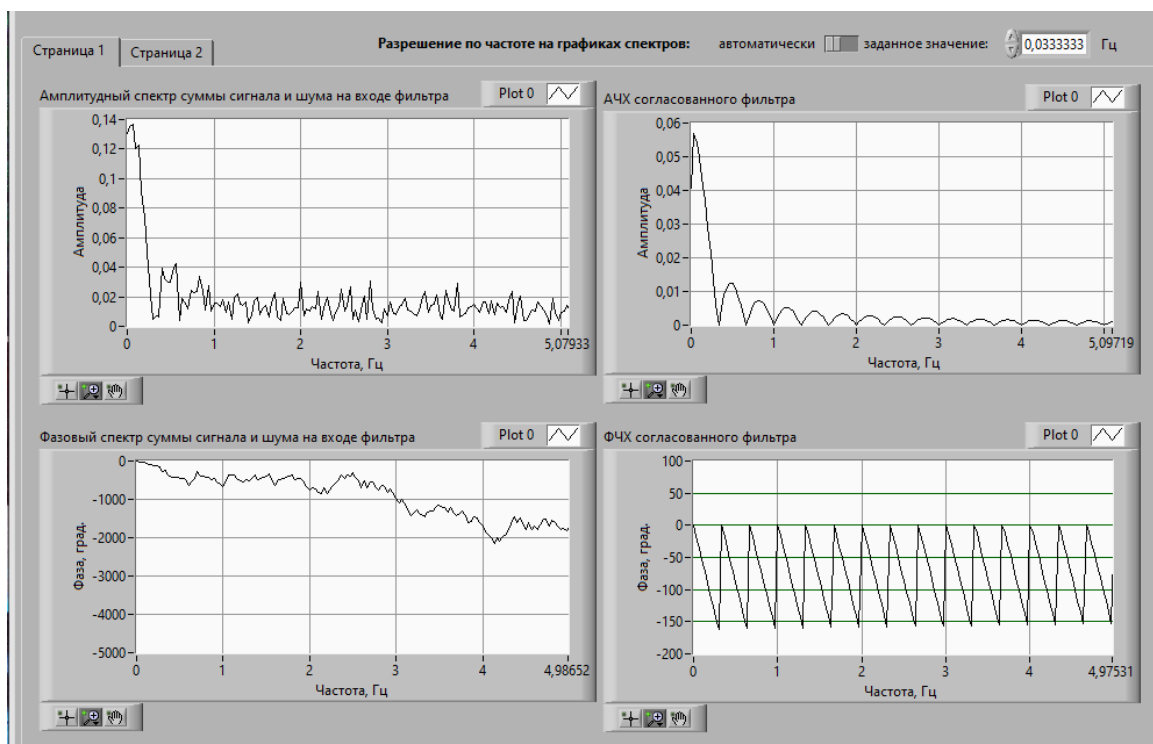 Разрешение по частоте на графиках спектров: автоматически заданное значение: 0,0333333 Гц
Страница 1 Страница 2
Амплитудный спектр суммы сигнала и шума на входе фильтра Plot 0
0,14
0,12
0,1
0,08
0,06
0,04
0,02
0
Амплитуда
0 1 2 3 4 5,07933
Частота, Гц
АЧХ согласованного фильтра Plot 0
0,06
0,05
0,04
0,03
0,02
0,01
0
Амплитуда
0 1 2 3 4 5,09719
Частота, Гц
Фазовый спектр суммы сигнала и шума на входе фильтра Plot 0
0
-1000
-2000
-3000
-4000
-5000
Фаза, град.
0 1 2 3 4 4,98652
Частота, Гц
ФЧХ согласованного фильтра Plot 0
100
50
0
-50
-100
-150
-200
Фаза, град.
0 1 2 3 4 4,97531
Частота, Гц